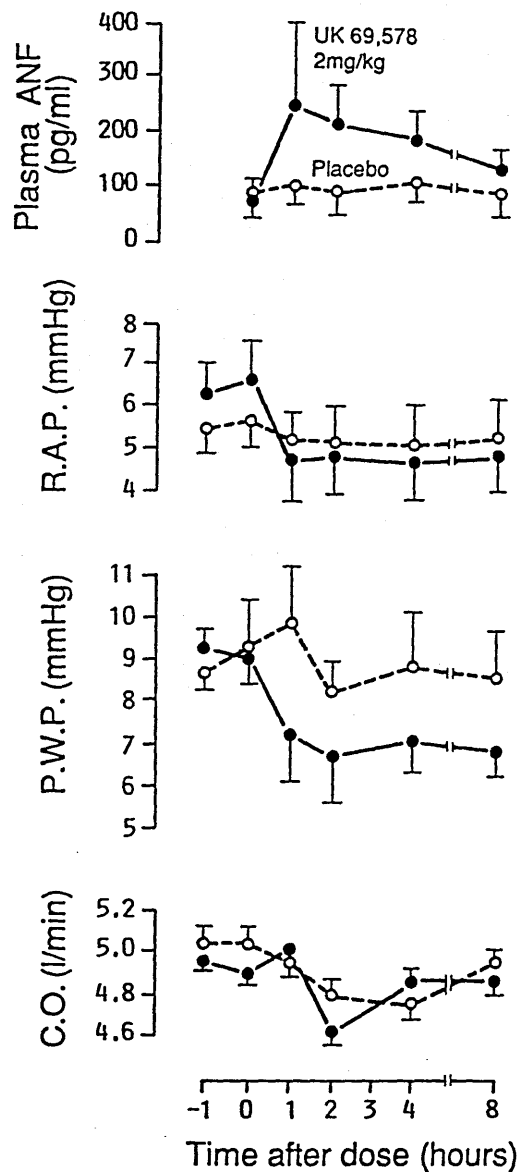 Plasma ANF
(pg/ml)
400
300
200
100
0
UK 69,578
2mg/kg
Placebo
R.A.P. (mmHg)
8
7
6
5
4
P.W.P. (mmHg)
11
10
9
8
7
6
5
C.O. (l/min)
5.2
5.0
4.8
4.6
-1 0 1 2 3 4 8
Time after dose (hours)